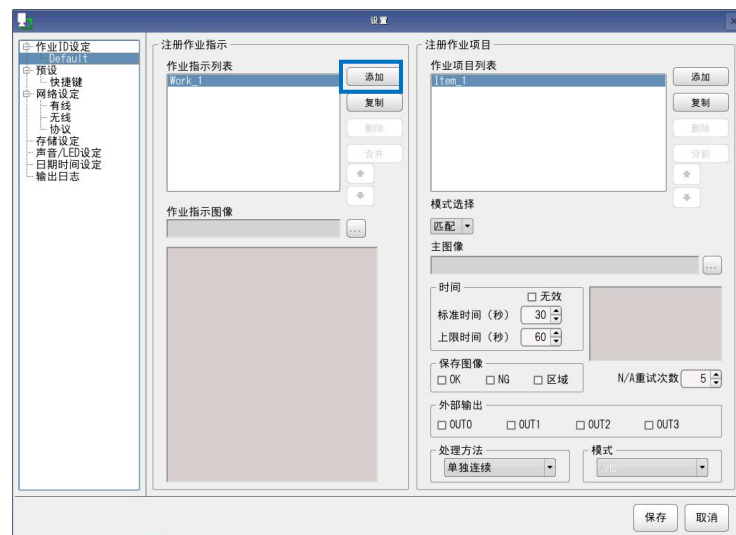 设置
作业ID设定
Default
预设
快捷键
网络设定
有线
无线
协议
存储设定
声音/LED设定
日期时间设定
输出日志
注册作业指示
作业指示列表
Work_1
添加
复制
删除
合并
作业指示图像
...
注册作业项目
作业项目列表
Item_1
添加
复制
删除
分割
模式选择
匹配
主图像
...
时间
无效
标准时间（秒） 30
上限时间（秒） 60
保存图像
OK NG 区域
N/A重试次数 5
外部输出
OUT0 OUT1 OUT2 OUT3
处理方法
单独连续
模式
AND
保存 取消